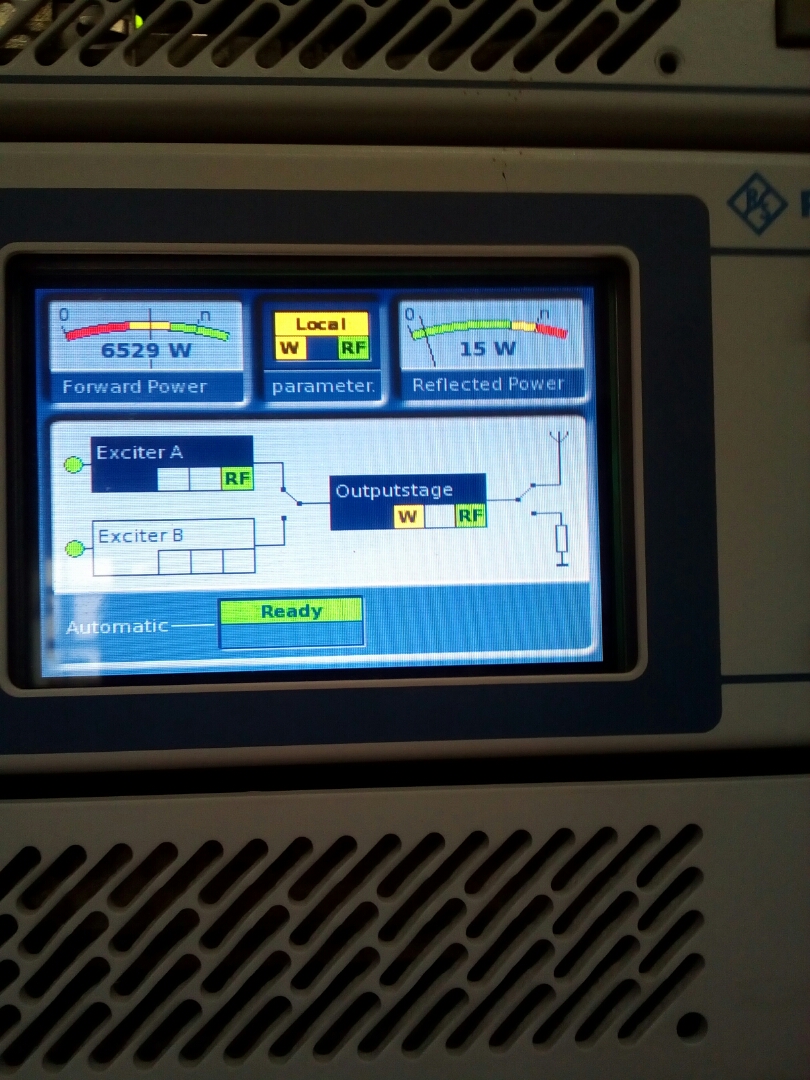 0 n
6529 W
Forward Power
Local
W RF
parameter.
0 n
15 W
Reflected Power
Exciter A
RF
Exciter B
Outputstage
W RF
Automatic
Ready